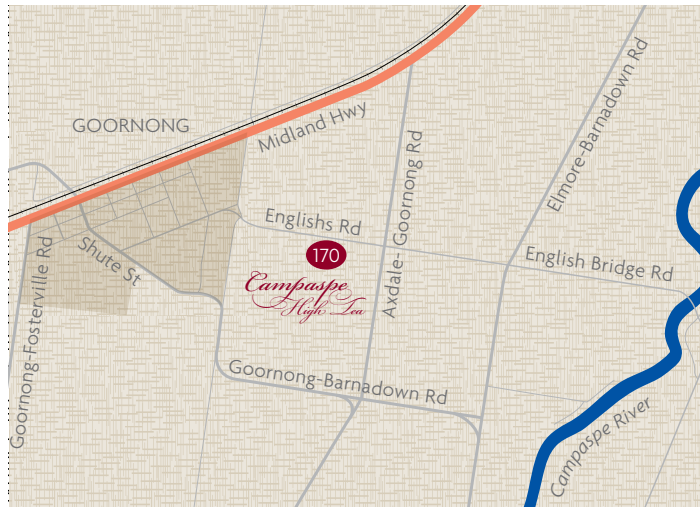 GOORNONG
Midland Hwy
Elmore-Barnadown Rd
Axdale- Goornong Rd
Englishs Rd
170
Campaspe
High Tea
English Bridge Rd
Shute St
Goornong-Fosterville Rd
Goornong-Barnadown Rd
Campaspe River